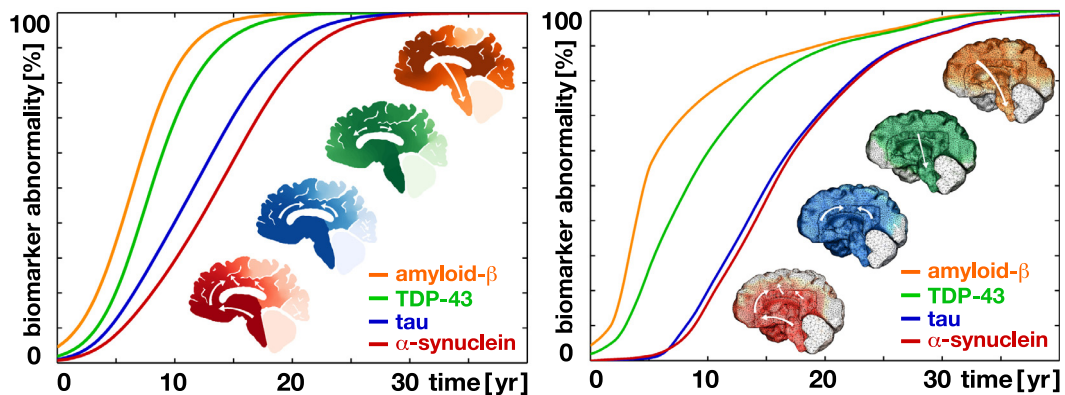 100
biomarker abnormality [%]
0
amyloid-β
TDP-43
tau
α-synuclein
0 10 20 30 time [yr]
100
biomarker abnormality [%]
0
amyloid-β
TDP-43
tau
α-synuclein
0 10 20 30 time [yr]